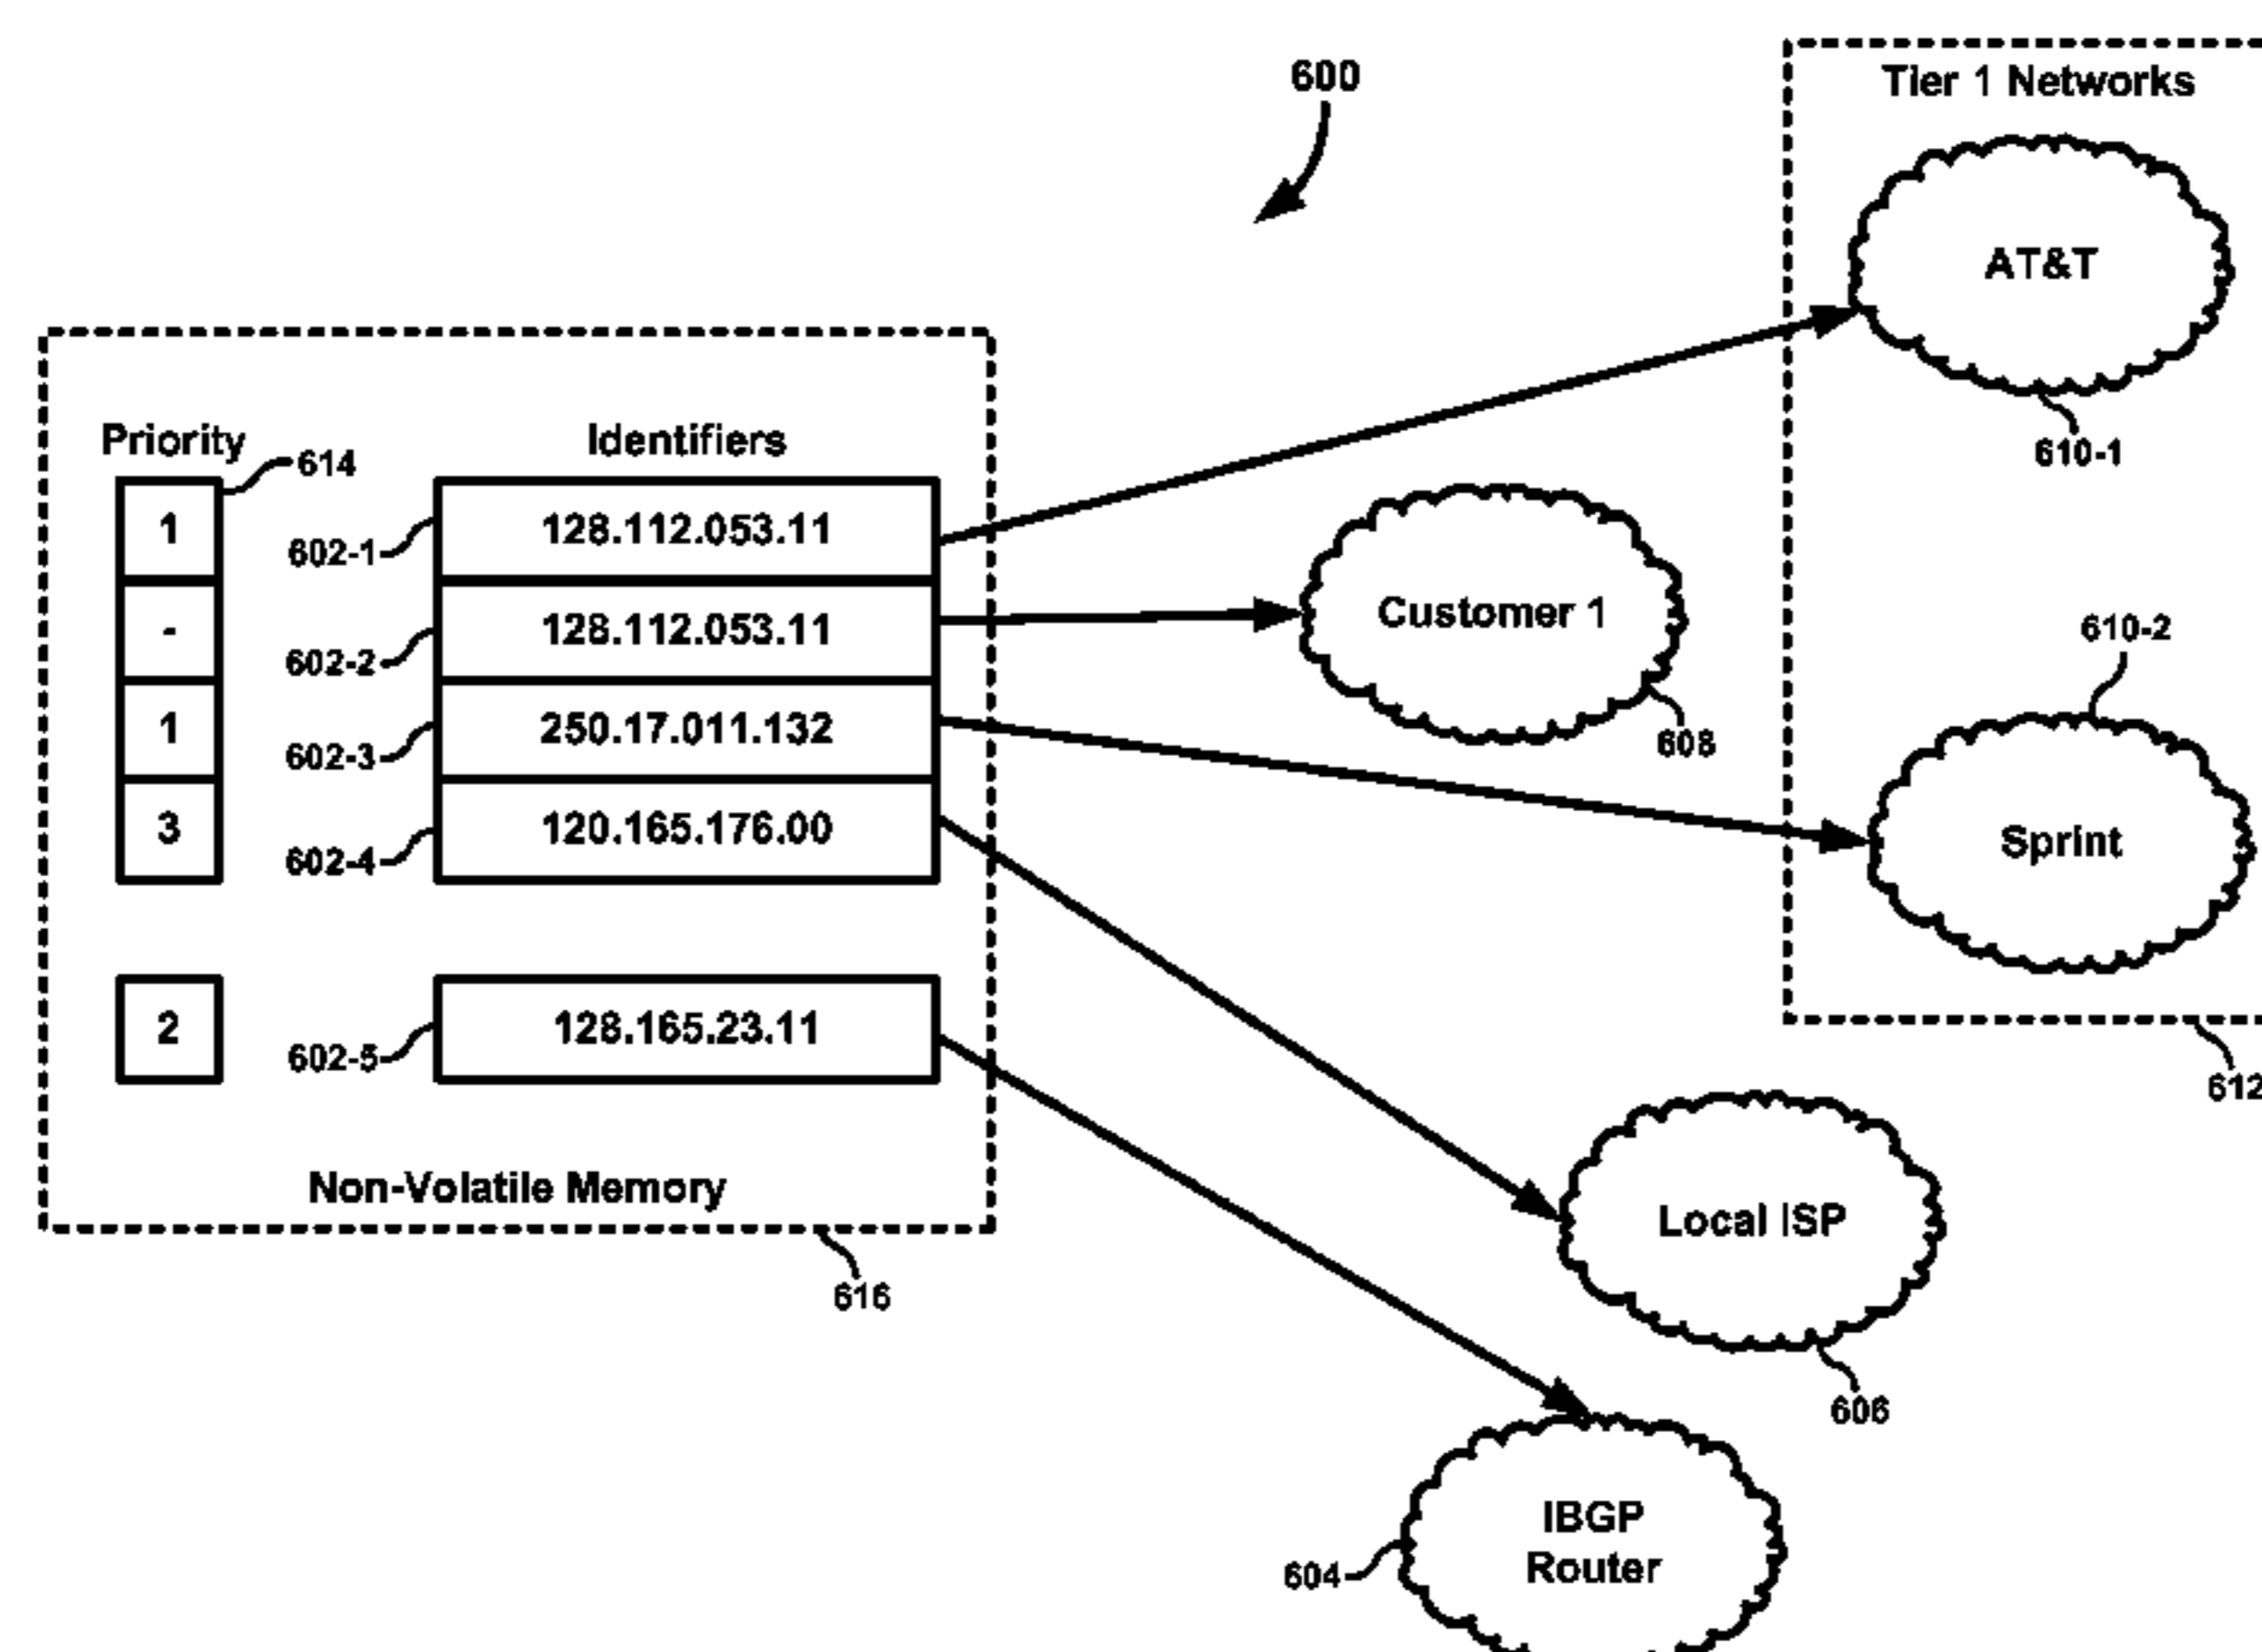 600
Tier 1 Networks
AT&T
610-1
Priority
Identifiers
614
1
602-1
128.112.053.11
-
602-2
128.112.053.11
Customer 1
608
1
602-3
250.17.011.132
610-2
Sprint
3
602-4
120.165.176.00
2
602-5
128.165.23.11
612
Non-Volatile Memory
616
Local ISP
606
IBGP
Router
604